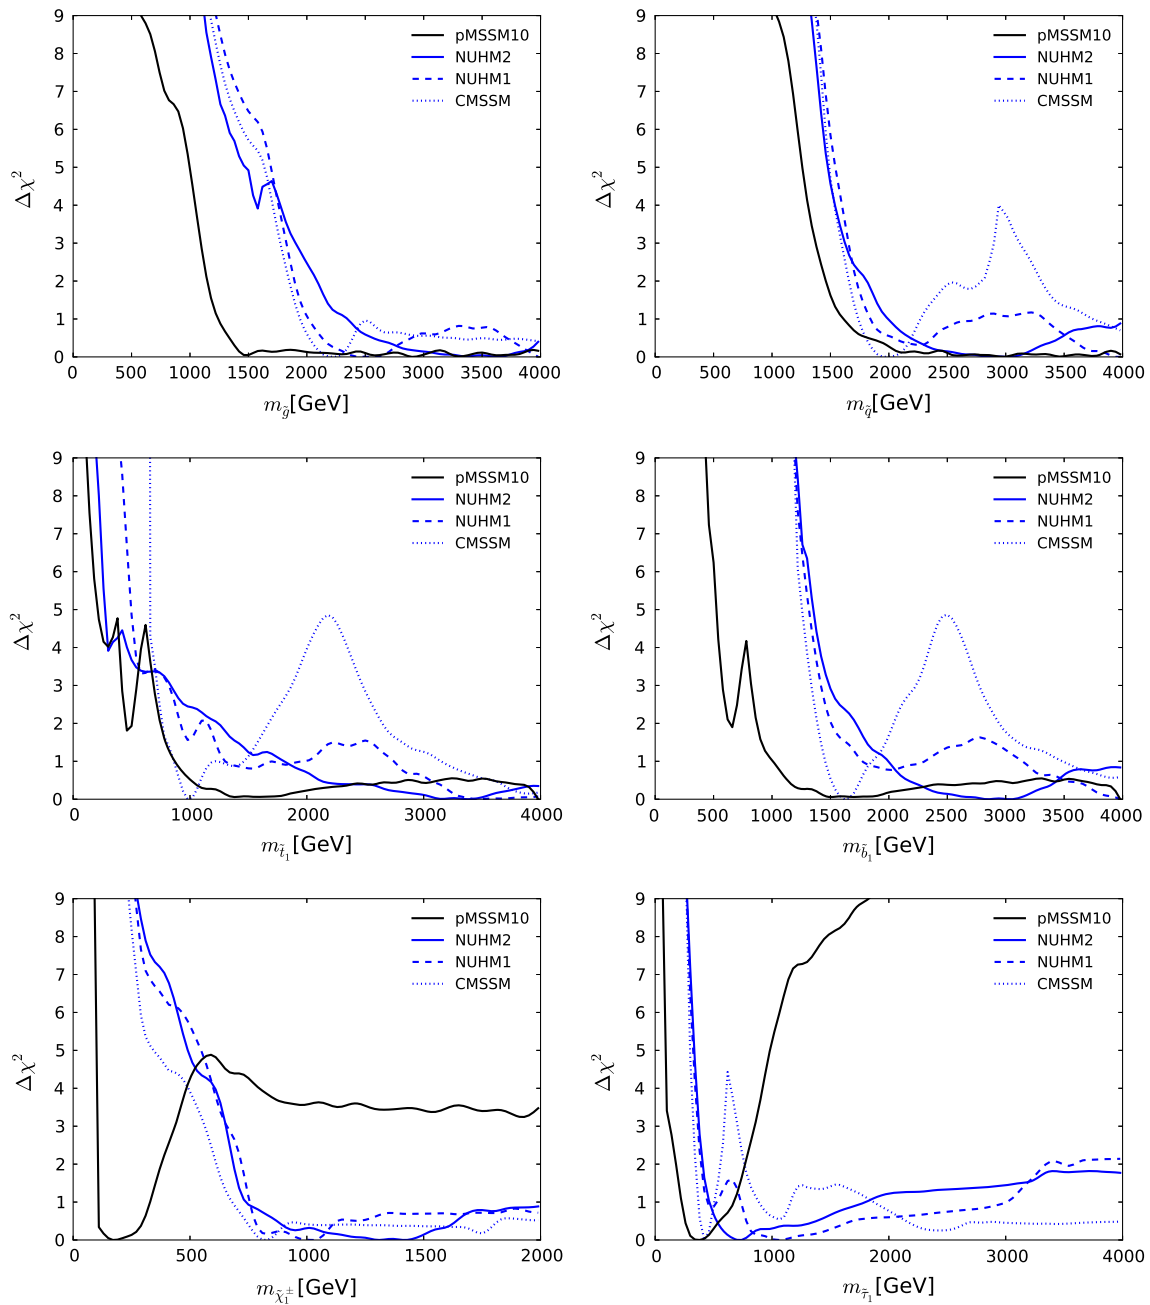 9
8
7
6
5
4
3
2
1
0
Δχ²
pMSSM10
NUHM2
NUHM1
CMSSM
0 500 1000 1500 2000 2500 3000 3500 4000
m_g̃[GeV]
9
8
7
6
5
4
3
2
1
0
Δχ²
pMSSM10
NUHM2
NUHM1
CMSSM
0 500 1000 1500 2000 2500 3000 3500 4000
m_q̃[GeV]
9
8
7
6
5
4
3
2
1
0
Δχ²
pMSSM10
NUHM2
NUHM1
CMSSM
0 1000 2000 3000 4000
m_t̃₁[GeV]
9
8
7
6
5
4
3
2
1
0
Δχ²
pMSSM10
NUHM2
NUHM1
CMSSM
0 500 1000 1500 2000 2500 3000 3500 4000
m_b̃₁[GeV]
9
8
7
6
5
4
3
2
1
0
Δχ²
pMSSM10
NUHM2
NUHM1
CMSSM
0 500 1000 1500 2000
m_χ̃₁±[GeV]
9
8
7
6
5
4
3
2
1
0
Δχ²
pMSSM10
NUHM2
NUHM1
CMSSM
0 1000 2000 3000 4000
m_τ̃₁[GeV]